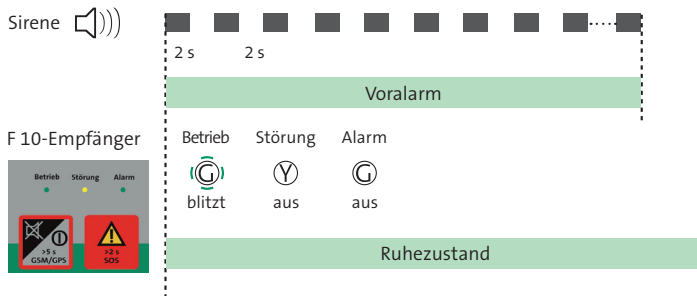 Sirene
2 s 2 s
Voralarm
F 10-Empfänger
Betrieb Störung Alarm
G Y G
blitzt aus aus
Betrieb Störung Alarm
>5 s
GSM/GPS
>2 s
SOS
Ruhezustand